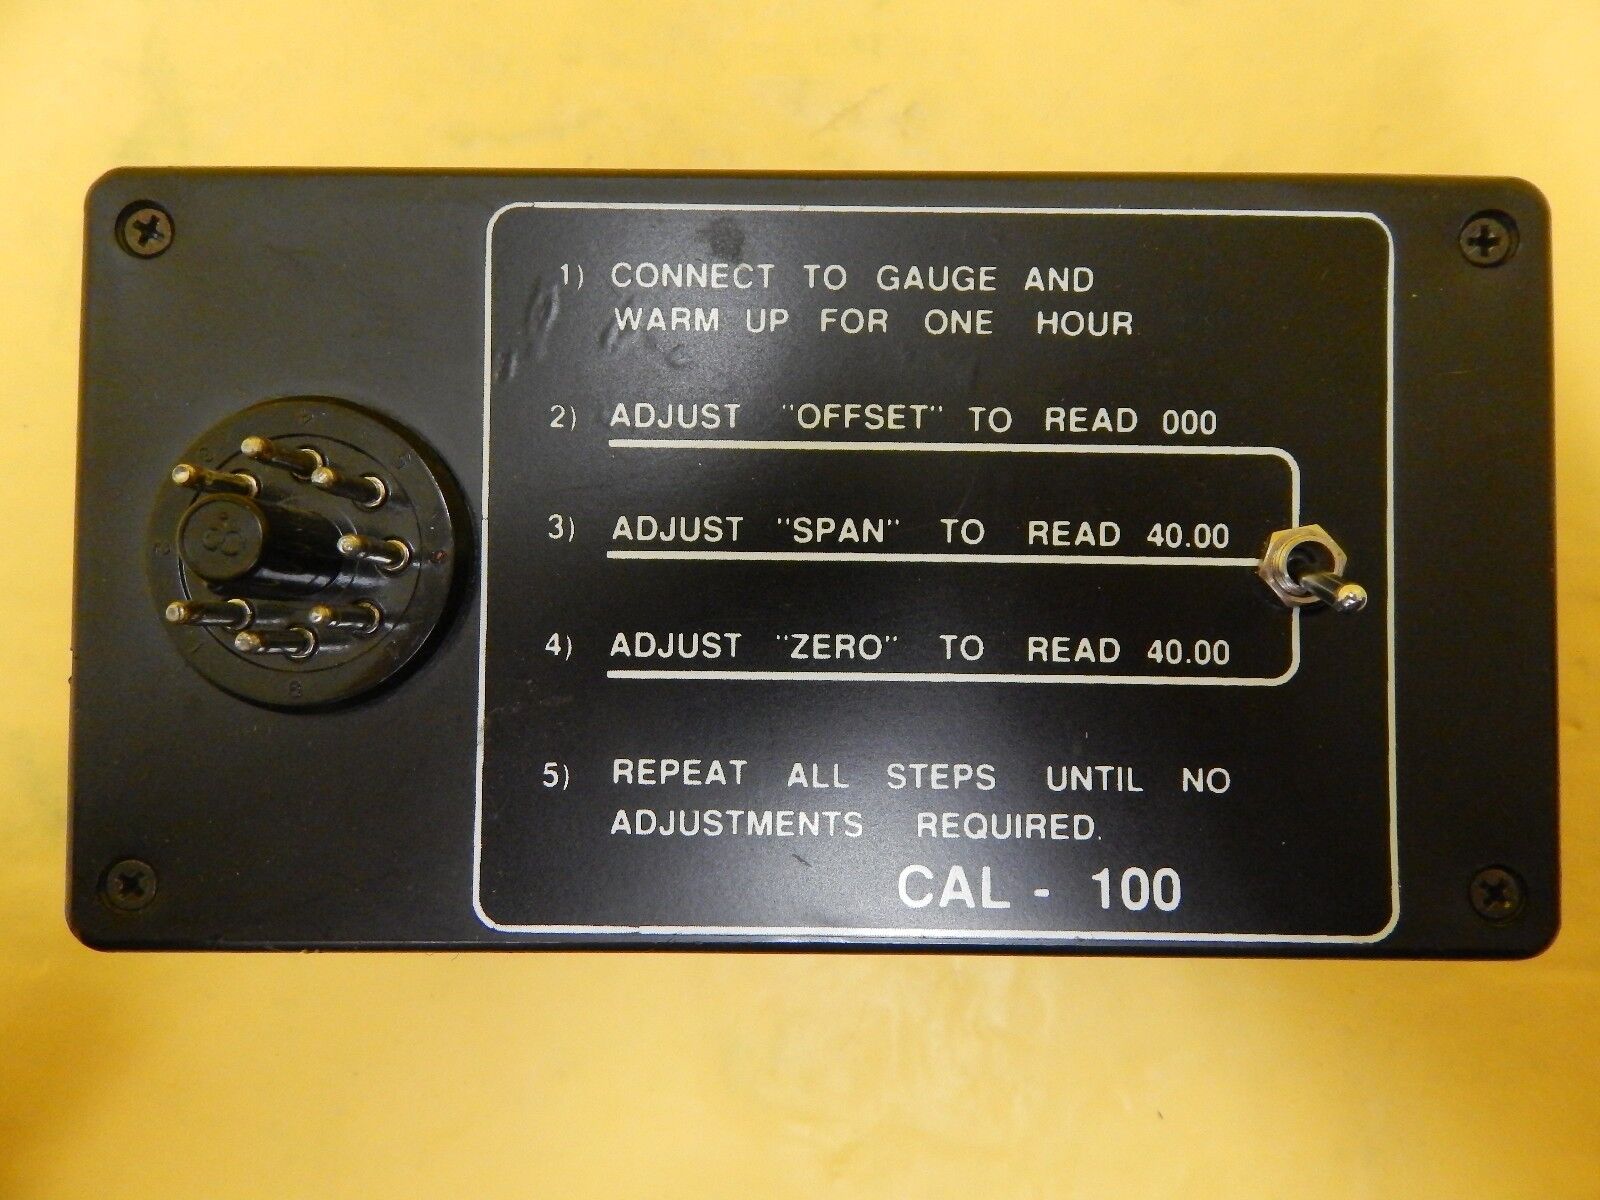 1) CONNECT TO GAUGE AND
WARM UP FOR ONE HOUR
2) ADJUST "OFFSET" TO READ 000
3) ADJUST "SPAN" TO READ 40.00
4) ADJUST "ZERO" TO READ 40.00
5) REPEAT ALL STEPS UNTIL NO
ADJUSTMENTS REQUIRED.
CAL - 100